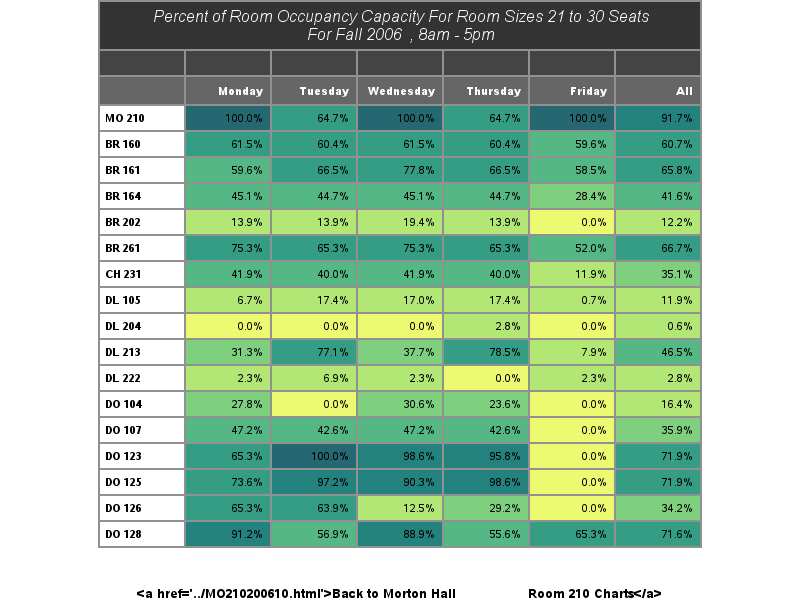 Percent of Room Occupancy Capacity For Room Sizes 21 to 30 Seats
For Fall 2006 , 8am - 5pm
Monday Tuesday Wednesday Thursday Friday All
MO 210 100.0% 64.7% 100.0% 64.7% 100.0% 91.7%
BR 160 61.5% 60.4% 61.5% 60.4% 59.6% 60.7%
BR 161 59.6% 66.5% 77.8% 66.5% 58.5% 65.8%
BR 164 45.1% 44.7% 45.1% 44.7% 28.4% 41.6%
BR 202 13.9% 13.9% 19.4% 13.9% 0.0% 12.2%
BR 261 75.3% 65.3% 75.3% 65.3% 52.0% 66.7%
CH 231 41.9% 40.0% 41.9% 40.0% 11.9% 35.1%
DL 105 6.7% 17.4% 17.0% 17.4% 0.7% 11.9%
DL 204 0.0% 0.0% 0.0% 2.8% 0.0% 0.6%
DL 213 31.3% 77.1% 37.7% 78.5% 7.9% 46.5%
DL 222 2.3% 6.9% 2.3% 0.0% 2.3% 2.8%
DO 104 27.8% 0.0% 30.6% 23.6% 0.0% 16.4%
DO 107 47.2% 42.6% 47.2% 42.6% 0.0% 35.9%
DO 123 65.3% 100.0% 98.6% 95.8% 0.0% 71.9%
DO 125 73.6% 97.2% 90.3% 98.6% 0.0% 71.9%
DO 126 65.3% 63.9% 12.5% 29.2% 0.0% 34.2%
DO 128 91.2% 56.9% 88.9% 55.6% 65.3% 71.6%
<a href='../MO210200610.html'>Back to Morton Hall Room 210 Charts</a>